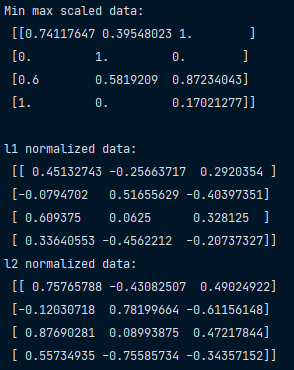 Min max scaled data:
[[0.74117647 0.39548023 1.        ]
[0.         1.         0.        ]
[0.6        0.5819209  0.87234043]
[1.         0.         0.17021277]]
l1 normalized data:
[[ 0.45132743 -0.25663717  0.2920354 ]
[-0.0794702   0.51655629 -0.40397351]
[ 0.609375    0.0625      0.328125  ]
[ 0.33640553 -0.4562212  -0.20737327]]
l2 normalized data:
[[ 0.75765788 -0.43082507  0.49024922]
[-0.12030718  0.78199664 -0.61156148]
[ 0.87690281  0.08993875  0.47217844]
[ 0.55734935 -0.75585734 -0.34357152]]